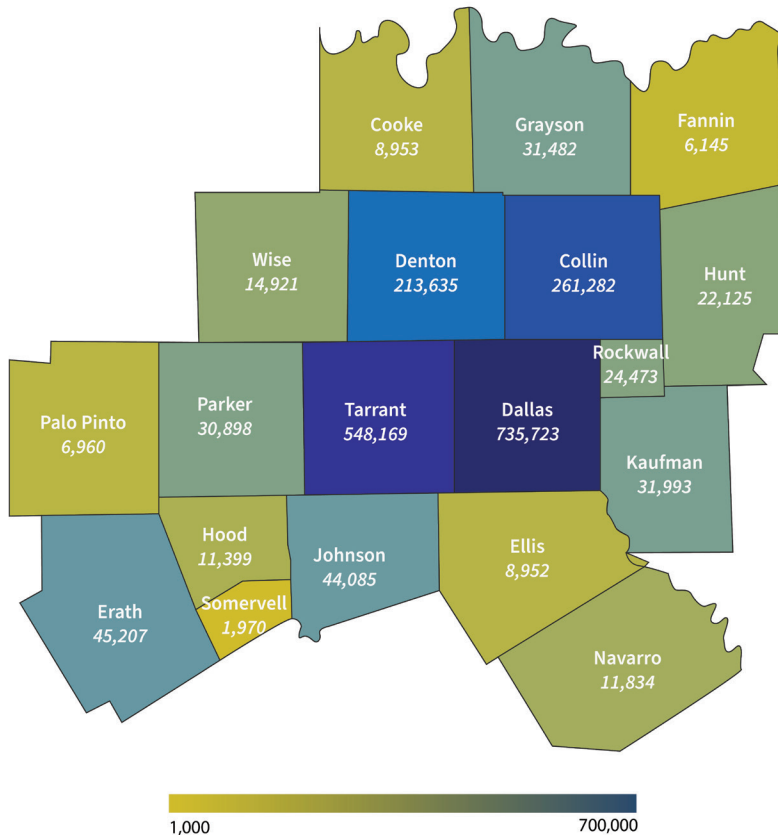 Cooke
8,953
Grayson
31,482
Fannin
6,145
Wise
14,921
Denton
213,635
Collin
261,282
Hunt
22,125
Rockwall
24,473
Palo Pinto
6,960
Parker
30,898
Tarrant
548,169
Dallas
735,723
Kaufman
31,993
Hood
11,399
Johnson
44,085
Ellis
8,952
Somervell
1,970
Erath
45,207
Navarro
11,834
1,000
700,000